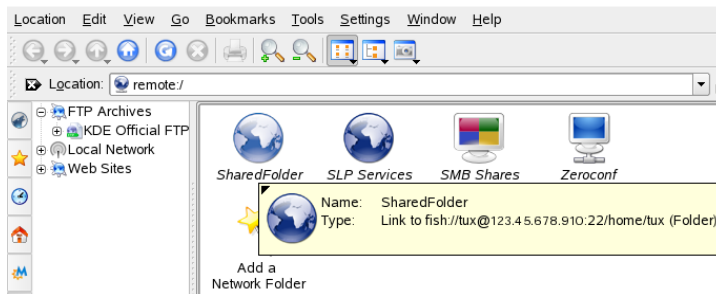 Location Edit View Go Bookmarks Tools Settings Window Help
Location: remote:/
FTP Archives
KDE Official FTP
Local Network
Web Sites
SharedFolder SLP Services SMB Shares Zeroconf
Name: SharedFolder
Type: Link to fish://tux@123.45.678.910:22/home/tux (Folder)
Add a
Network Folder